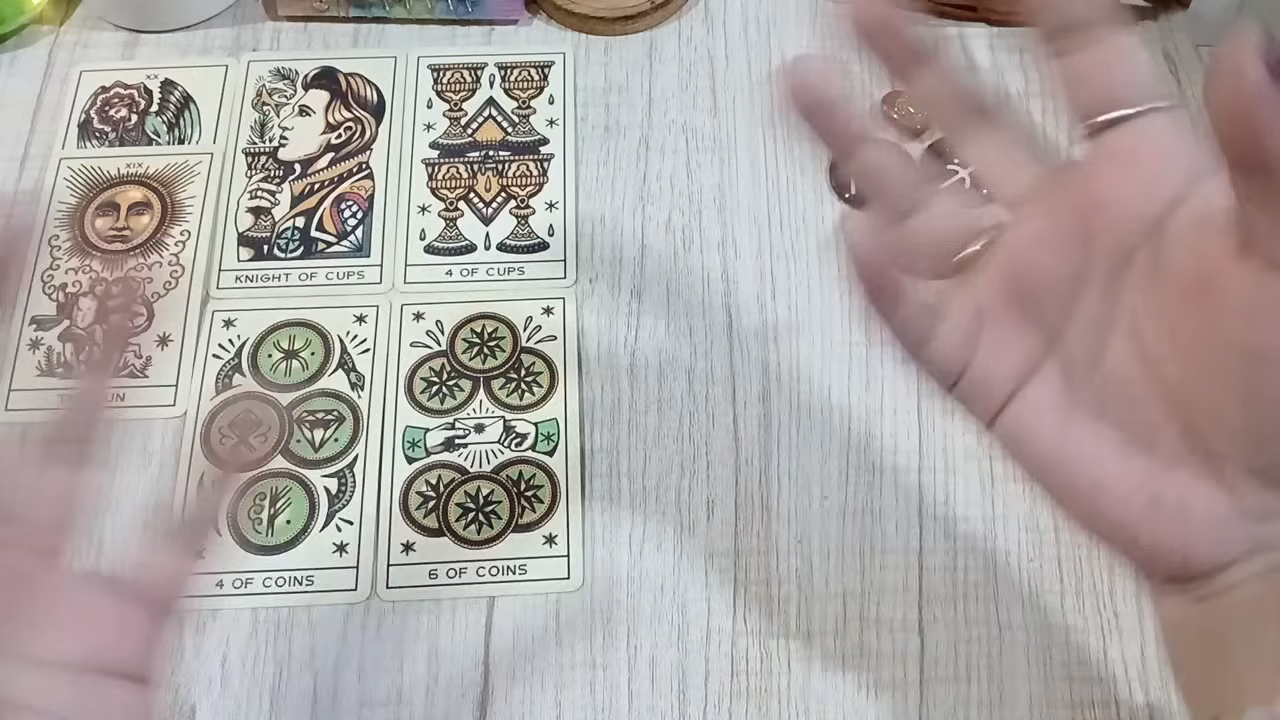 XX
XIX
KNIGHT OF CUPS
4 OF CUPS
4 OF COINS
6 OF COINS